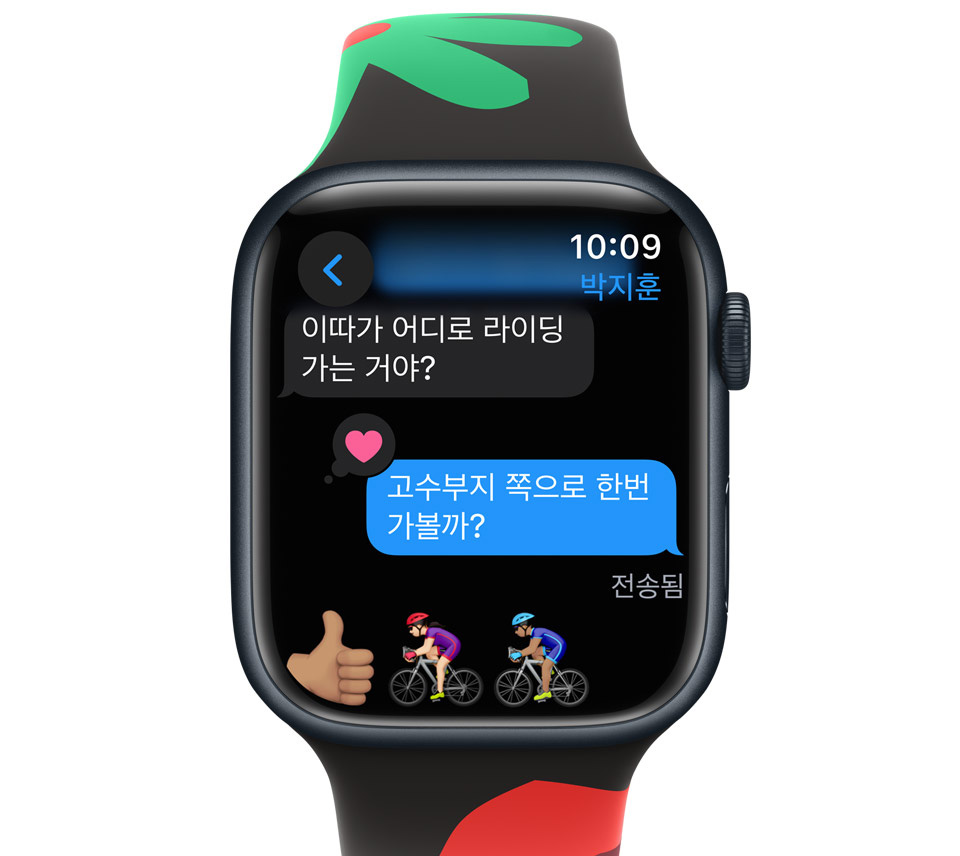 10:09
박지훈
이따가 어디로 라이딩
가는 거야?
고수부지 쪽으로 한번
가볼까?
전송됨